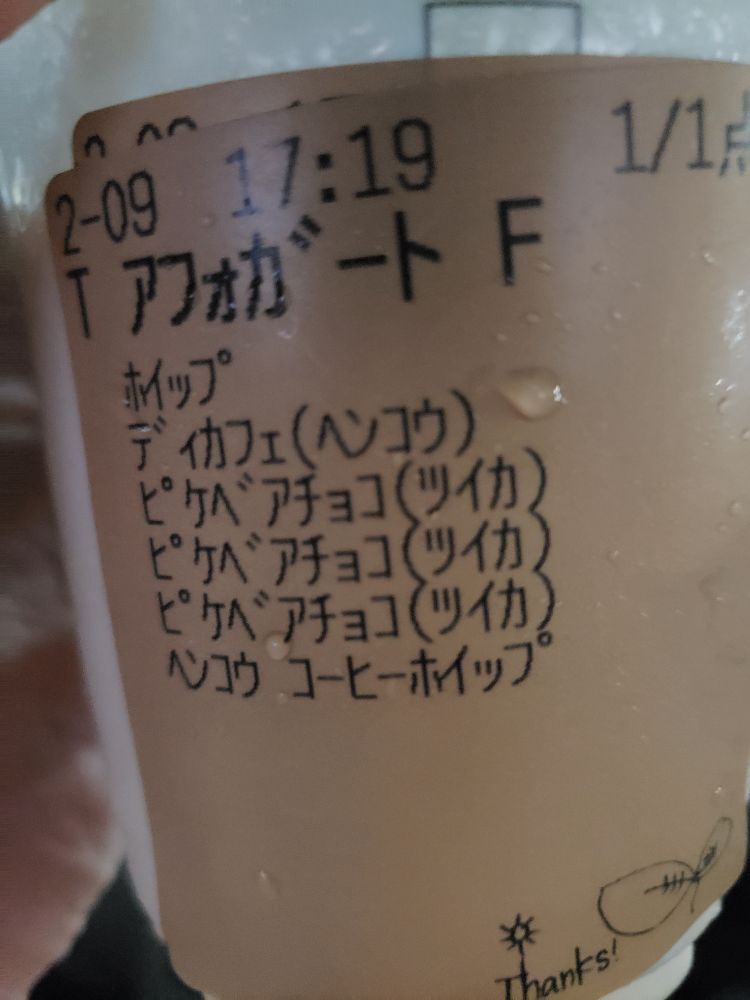 2-09 17:19 1/1点
T アフォガート F
ホイップ
ディカフェ(ヘンコウ)
ピケベアチョコ(ツイカ)
ピケベアチョコ(ツイカ)
ピケベアチョコ(ツイカ)
ヘンコウ コーヒーホイップ
Thanks!